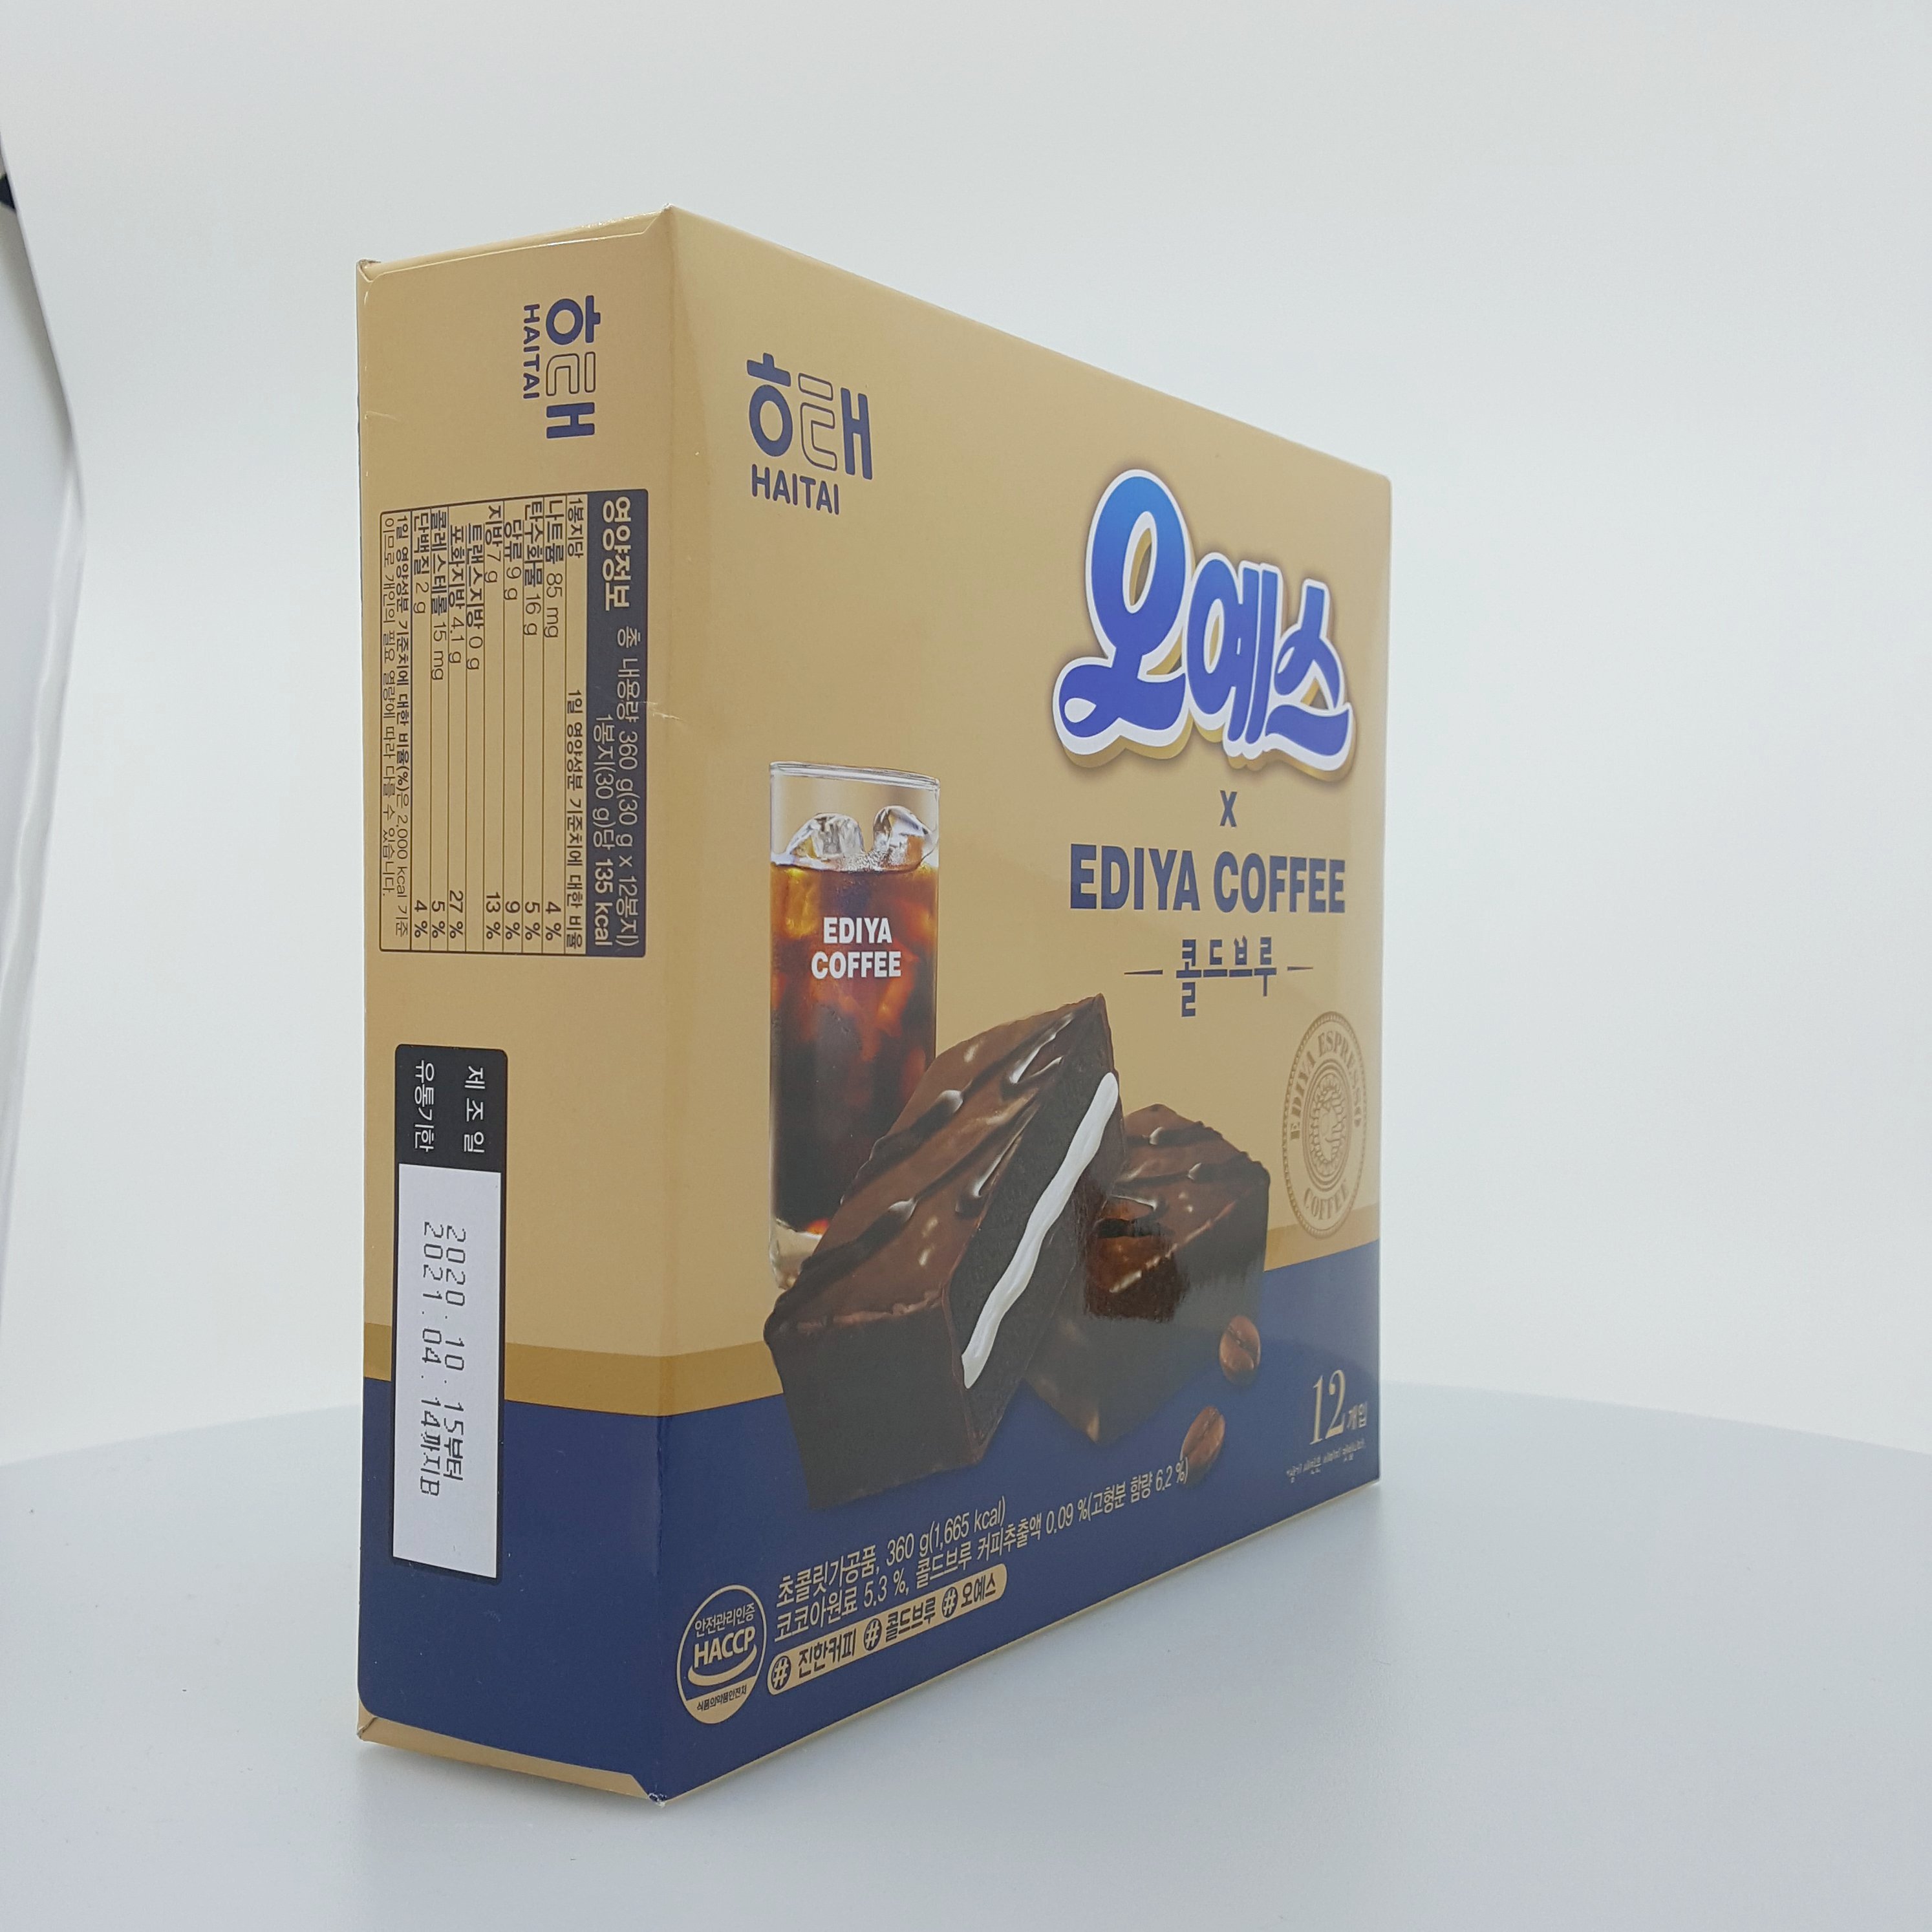 해태
HAITAI
오예스
x
EDIYA COFFEE
콜드브루
EDIYA
COFFEE
EDIYA ESPRESSO
COFFEE
12개입
초콜릿가공품, 360 g(1,665 kcal)
코코아원료 5.3 %, 콜드브루 커피추출액 0.09 %(고형분 함량 6.2 %)
# 진한커피 # 콜드브루 # 오예스
안전관리인증
HACCP
식품의약품안전처
해태
HAITAI
영양정보 총 내용량 360 g(30 g x 12봉지)
1봉지(30 g)당 135 kcal
1봉지당 1일 영양성분 기준치에 대한 비율
나트륨 85 mg 4 %
탄수화물 16 g 5 %
당류 9 g 9 %
지방 7 g 13 %
트랜스지방 0 g
포화지방 4.1 g 27 %
콜레스테롤 15 mg 5 %
단백질 2 g 4 %
1일 영양성분 기준치에 대한 비율(%)은 2,000 kcal 기준
이므로 개인의 필요 열량에 따라 다를 수 있습니다.
제조일 2020.10.15부터
유통기한 2021.04.14까지B